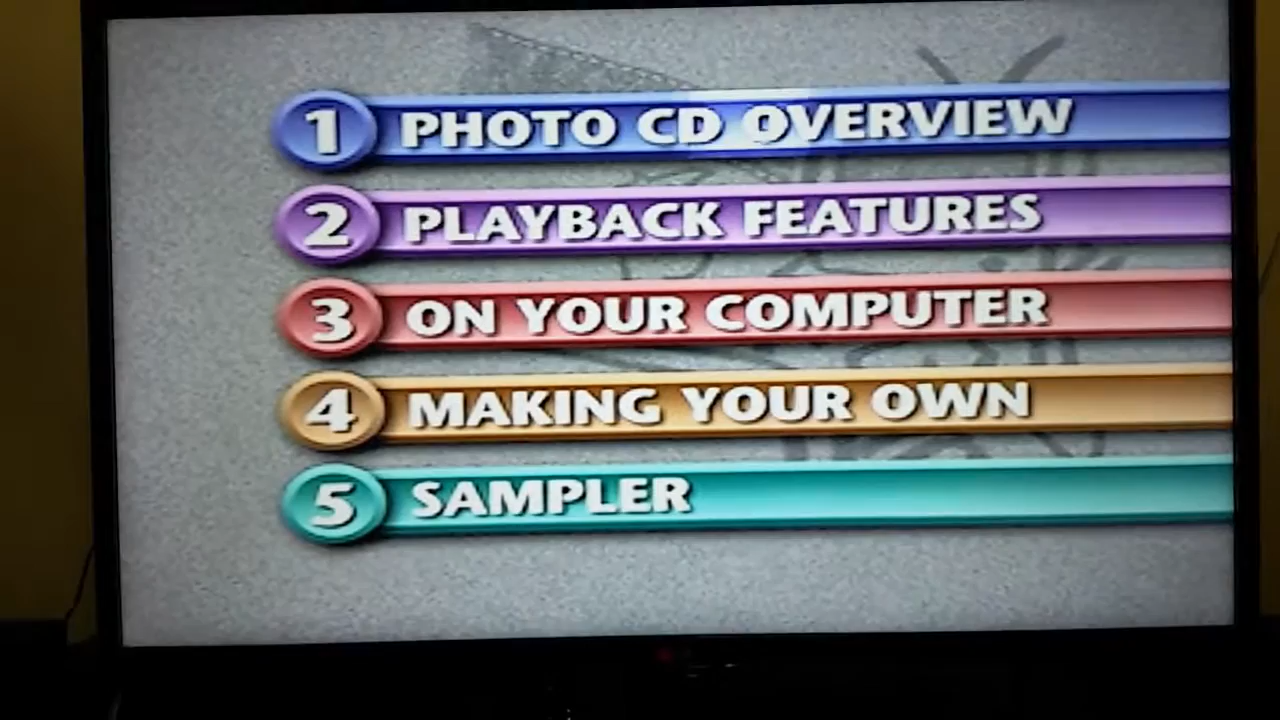 1 PHOTO CD OVERVIEW
2 PLAYBACK FEATURES
3 ON YOUR COMPUTER
4 MAKING YOUR OWN
5 SAMPLER